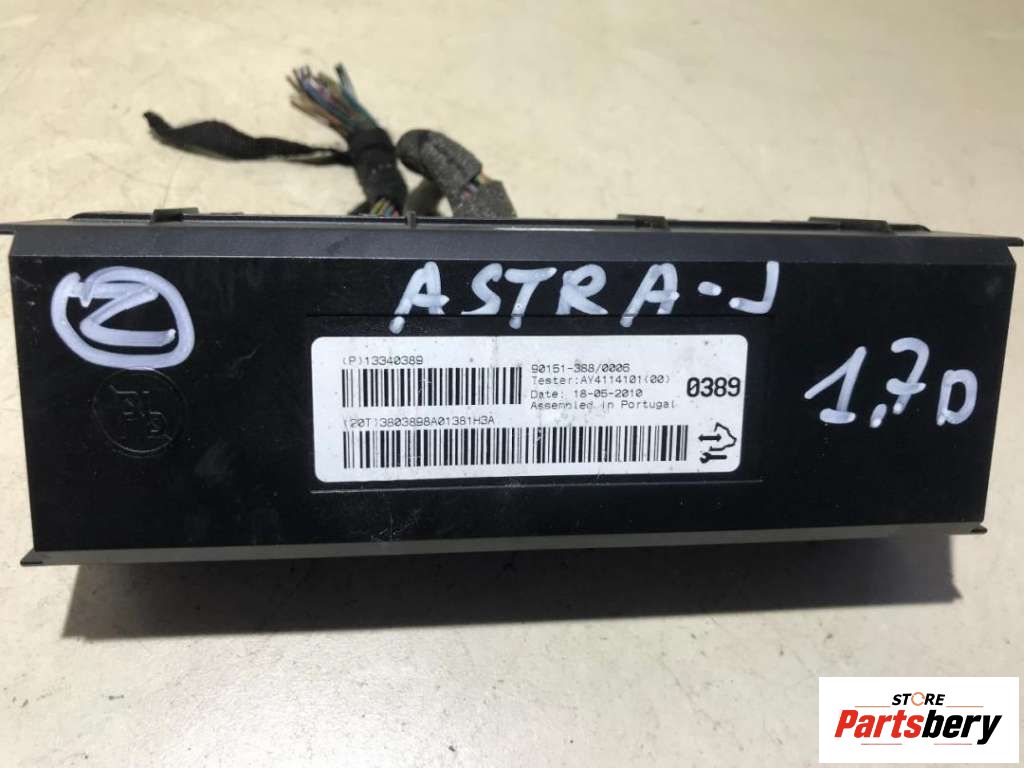 ASTRA-J
(P)13340389
90151-388/0006
Tester:AY4114101(00)
Date: 18-05-2010
Assembled in Portugal
0389
(20T)3803898A01381H3A
1,7D
STORE
Partsbery